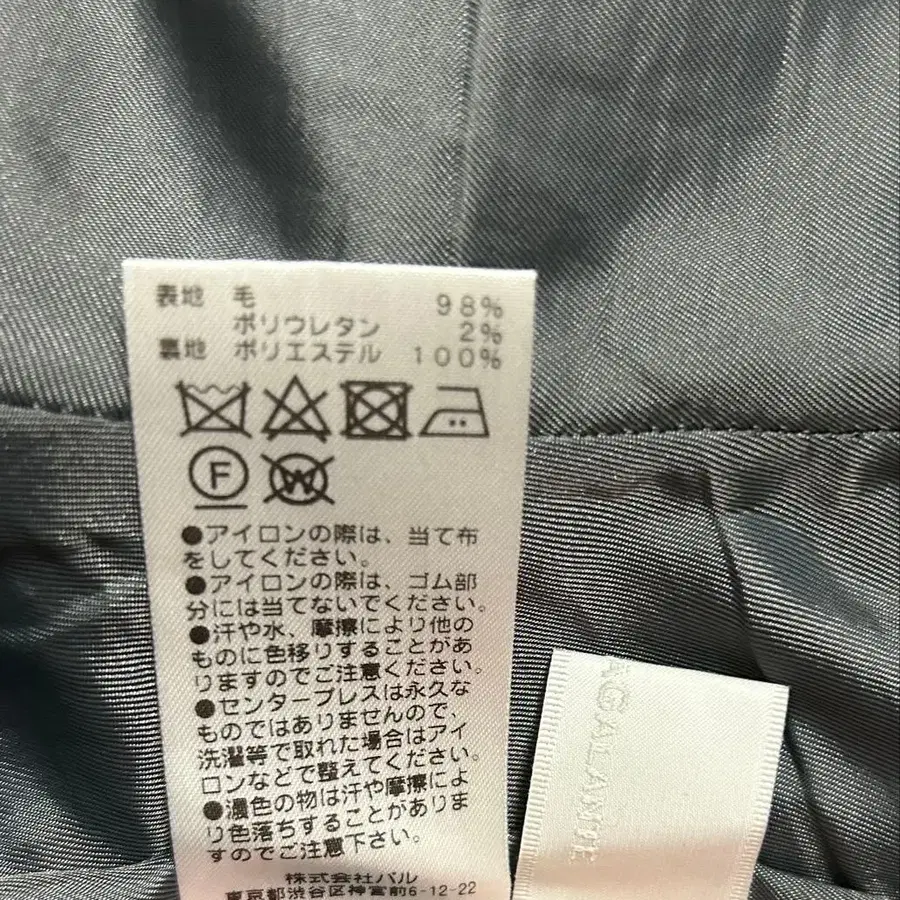 表地 毛 98%
ポリウレタン 2%
裏地 ポリエステル 100%
F
W
●アイロンの際は、当て布
をしてください。
●アイロンの際は、ゴム部
分には当てないでください。
●汗や水、摩擦により他の
ものに色移りすることがあ
りますのでご注意ください。
●センタープレスは永久な
ものではありませんので、
洗濯等で取れた場合はアイ
ロンなどで整えてください。
●濃色の物は汗や摩擦によ
り色落ちすることがありま
すのでご注意下さい。
株式会社パル
東京都渋谷区神宮前6-12-22
AGALANTE